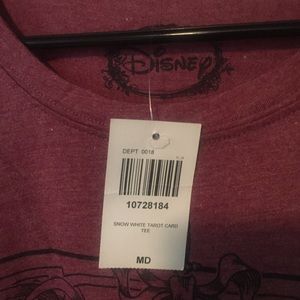 Disney
DEPT 0018
10728184
SNOW WHITE TAROT CARD
TEE
MD